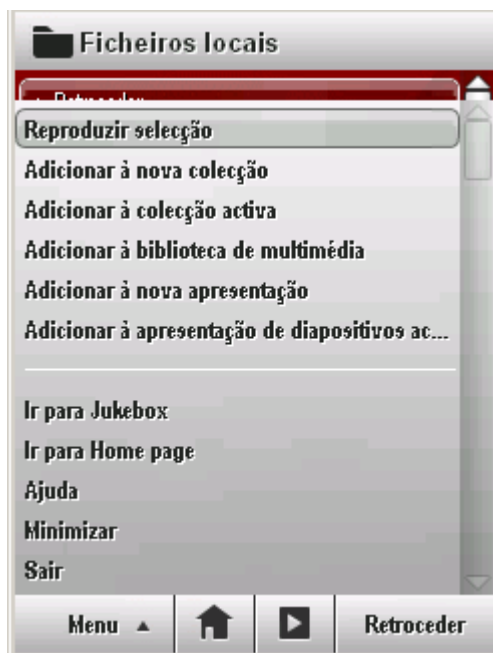 Ficheiros locais
Reproduzir selecção
Adicionar à nova colecção
Adicionar à colecção activa
Adicionar à biblioteca de multimédia
Adicionar à nova apresentação
Adicionar à apresentação de diapositivos ac...
Ir para Jukebox
Ir para Home page
Ajuda
Minimizar
Sair
Menu
Retroceder